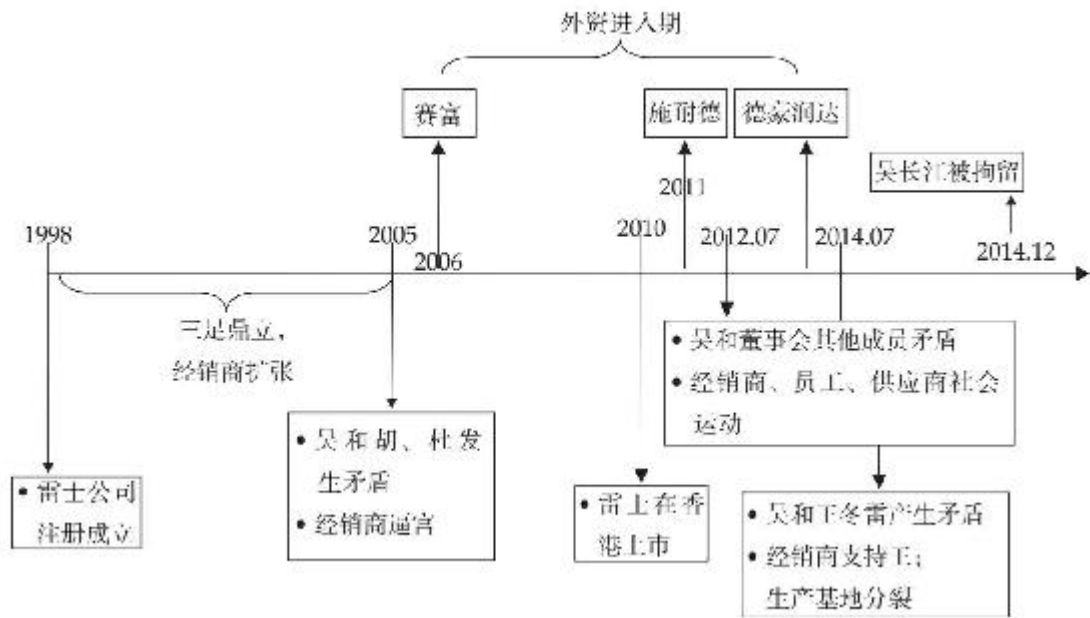 外资进入期
赛富
施耐德
德豪润达
吴长江被拘留
2011
1998
2005
2006
2010
2012.07
2014.07
2014.12
三足鼎立，
经销商扩张
• 吴和董事会其他成员矛盾
• 经销商、员工、供应商社会
运动
• 吴和胡、杜发
生矛盾
• 经销商逼宫
• 雷士公司
注册成立
• 雷士在香
港上市
• 吴和王冬雷产生矛盾
• 经销商支持王；
生产基地分裂